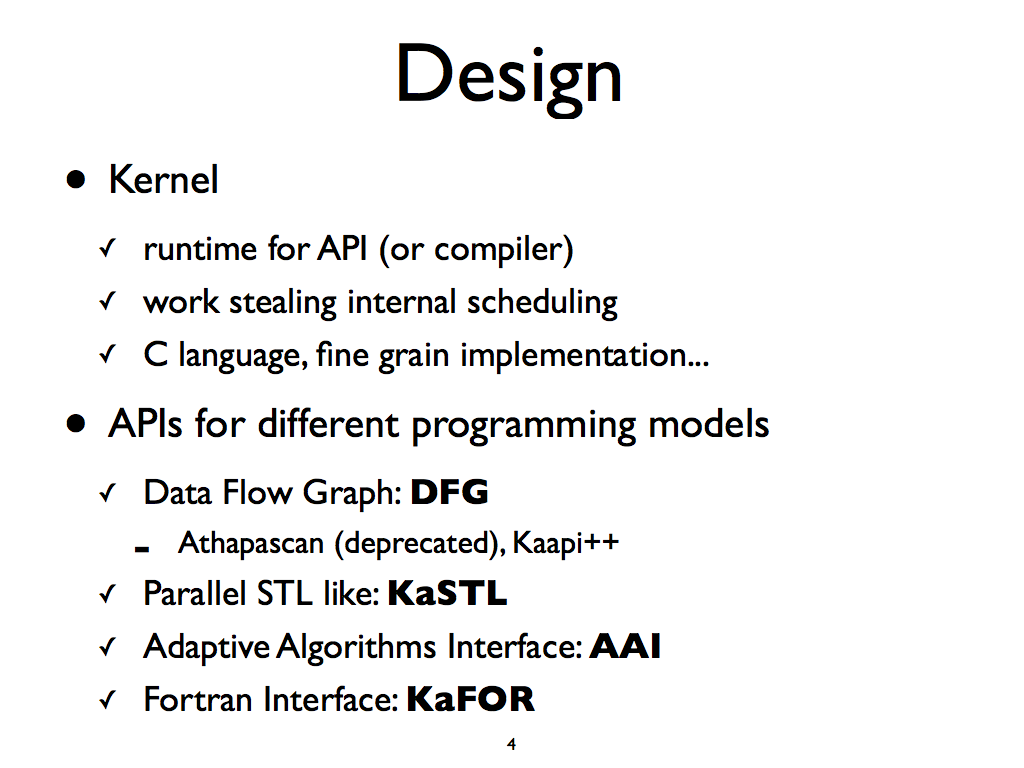 Design
• Kernel
✓ runtime for API (or compiler)
✓ work stealing internal scheduling
✓ C language, fine grain implementation...
• APIs for different programming models
✓ Data Flow Graph: DFG
- Athapascan (deprecated), Kaapi++
✓ Parallel STL like: KaSTL
✓ Adaptive Algorithms Interface: AAI
✓ Fortran Interface: KaFOR
4